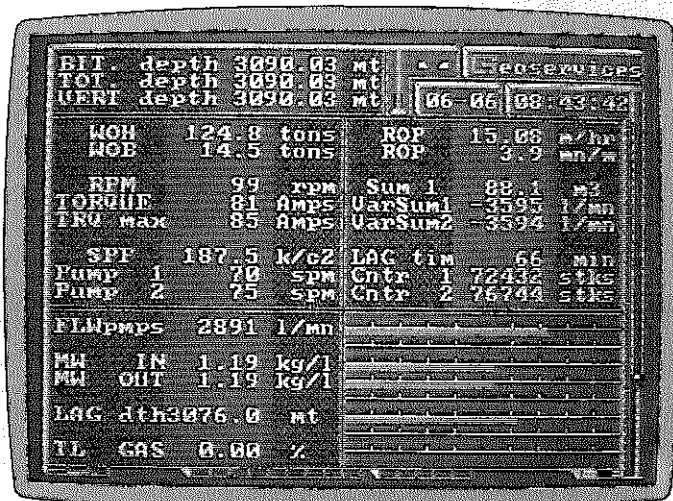 BIT. depth 3090.03 mt
TOT. depth 3090.03 mt
VERT depth 3090.03 mt
Geoservices
06-06 08:43:42
WOH 124.8 tons
WOB 14.5 tons
ROP 15.08 m/hr
ROP 3.9 mn/m
RPM 99 rpm
TORQUE 81 Amps
TRQ max 85 Amps
Sum 1 88.1 m3
VarSum1 -3595 l/mn
VarSum2 -3594 l/mn
SPP 187.5 k/c2
Pump 1 70 spm
Pump 2 75 spm
LAG tim 66 min
Cntr 1 72432 stks
Cntr 2 76744 stks
FLWpmps 2891 l/mn
MW IN 1.19 kg/l
MW OUT 1.19 kg/l
LAG dth3076.0 mt
TL GAS 0.00 %